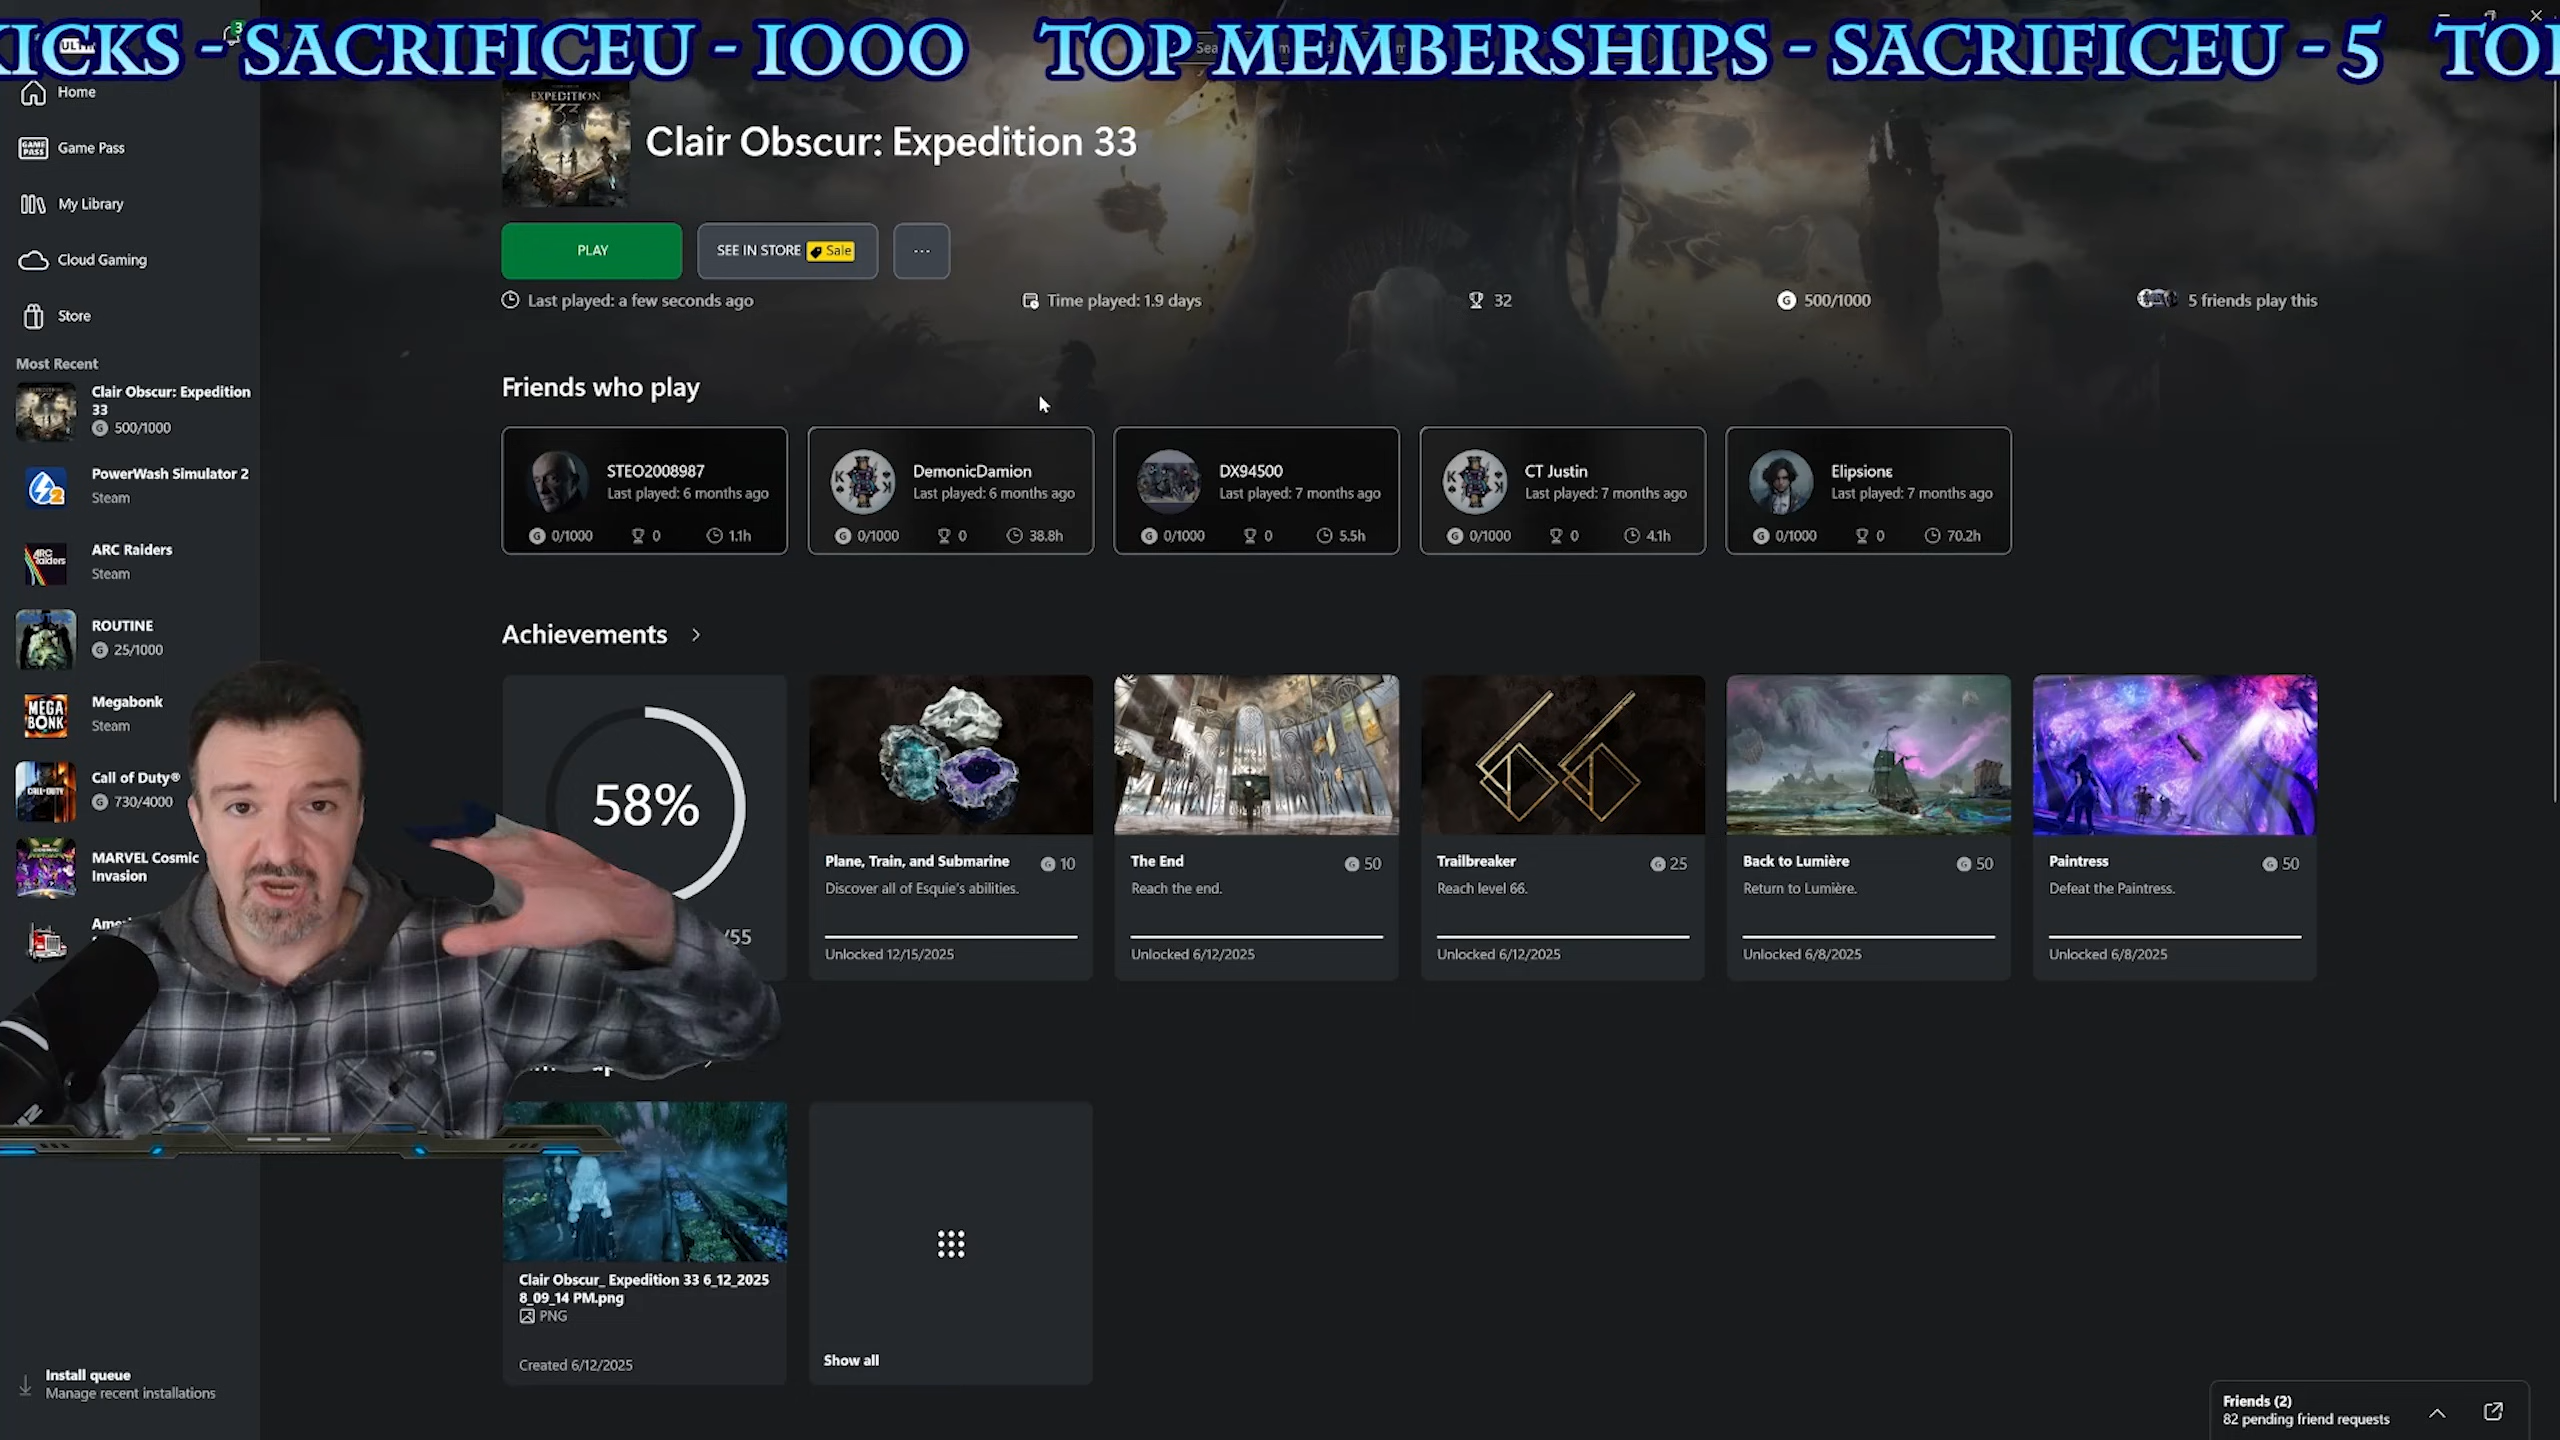 KICKS - SACRIFICEU - 1000 TOP MEMBERSHIPS - SACRIFICEU - 5 TOP
3
Home
Game Pass
My Library
Cloud Gaming
Store
Most Recent
Clair Obscur: Expedition
33
500/1000
PowerWash Simulator 2
Steam
ARC Raiders
Steam
ROUTINE
25/1000
Megabonk
Steam
Call of Duty®
730/4000
MARVEL Cosmic
Invasion
Install queue
Manage recent installations
EXPEDITION
33
Clair Obscur: Expedition 33
PLAY
SEE IN STORE Sale
...
Last played: a few seconds ago
Time played: 1.9 days
32
500/1000
5 friends play this
Friends who play
STEO2008987
Last played: 6 months ago
0/1000 0 1.1h
DemonicDamion
Last played: 6 months ago
0/1000 0 38.8h
DX94500
Last played: 7 months ago
0/1000 0 5.5h
CT Justin
Last played: 7 months ago
0/1000 0 4.1h
Elipsionε
Last played: 7 months ago
0/1000 0 70.2h
Achievements
58%
/55
Plane, Train, and Submarine 10
Discover all of Esquie's abilities.
Unlocked 12/15/2025
The End 50
Reach the end.
Unlocked 6/12/2025
Trailbreaker 25
Reach level 66.
Unlocked 6/12/2025
Back to Lumière 50
Return to Lumière.
Unlocked 6/8/2025
Paintress 50
Defeat the Paintress.
Unlocked 6/8/2025
Clair Obscur_ Expedition 33 6_12_2025
8_09_14 PM.png
PNG
Created 6/12/2025
Show all
Friends (2)
82 pending friend requests